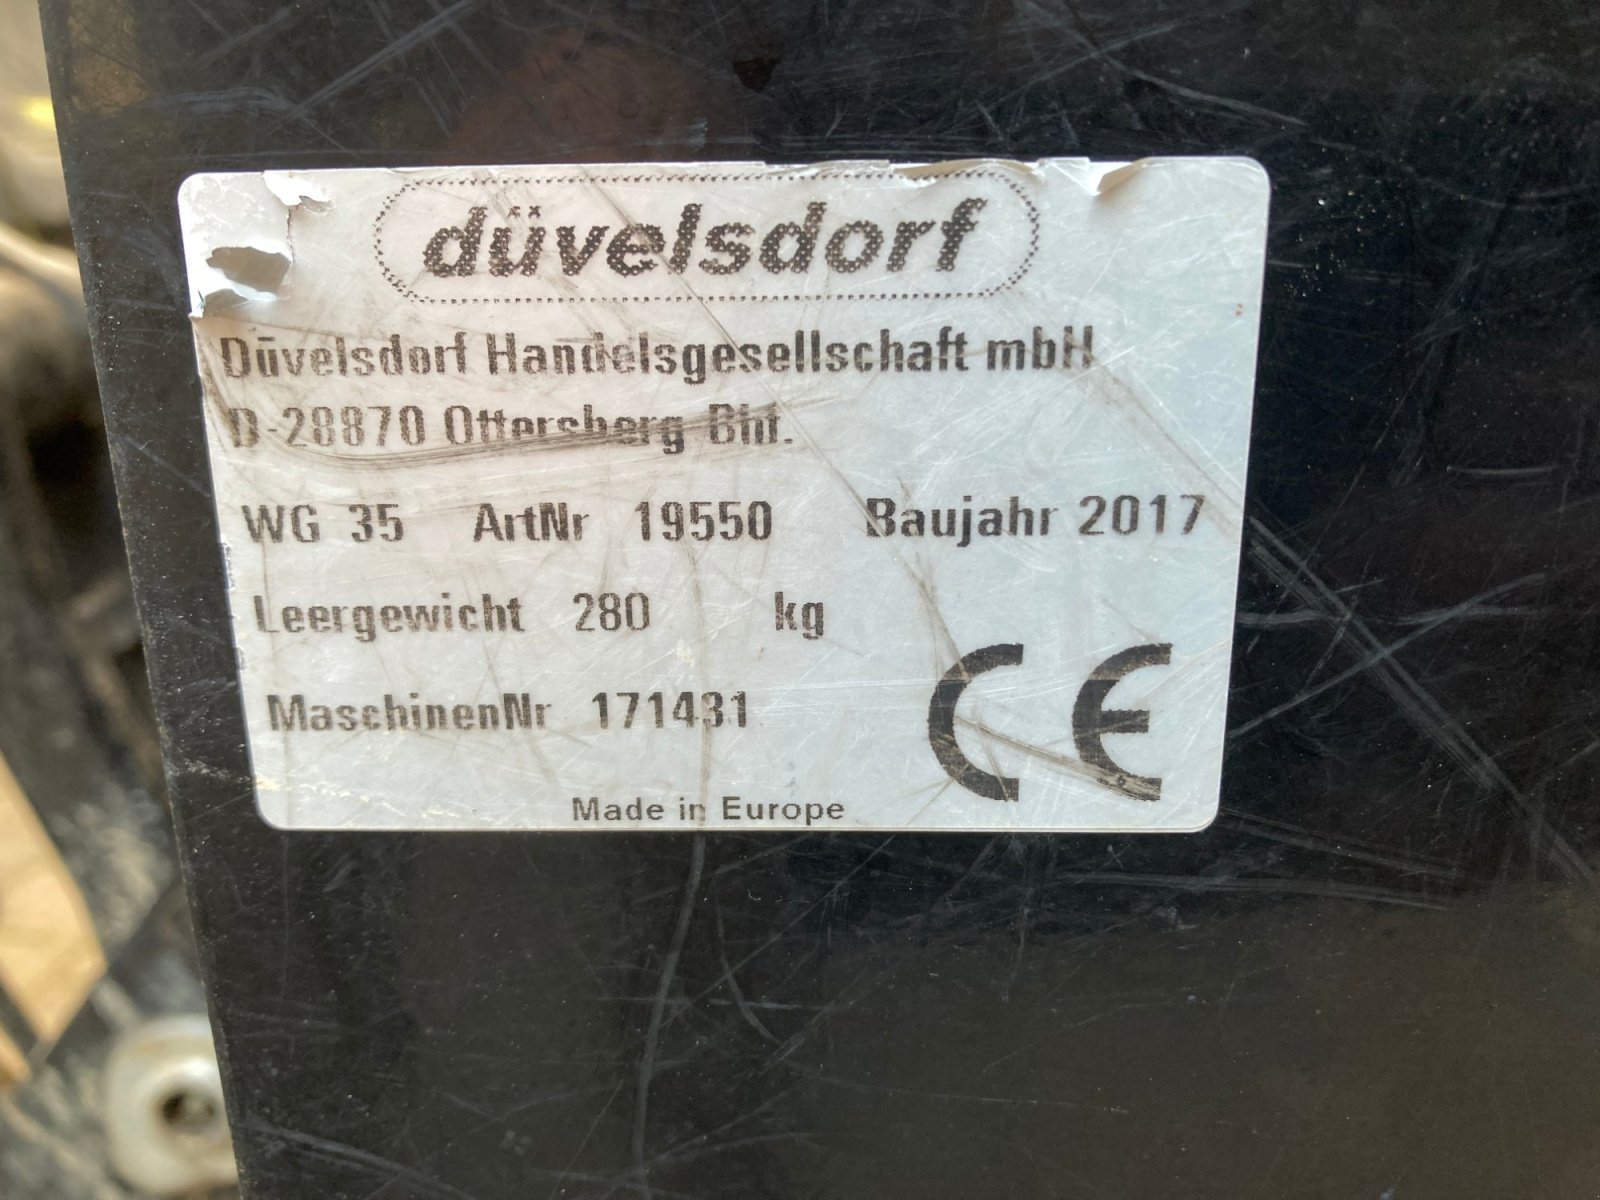 düvelsdorf
Düvelsdorf Handelsgesellschaft mbH
D-28870 Ottersberg Bhf.
WG 35 ArtNr 19550 Baujahr 2017
Leergewicht 280 kg
MaschinenNr 171431
CE
Made in Europe